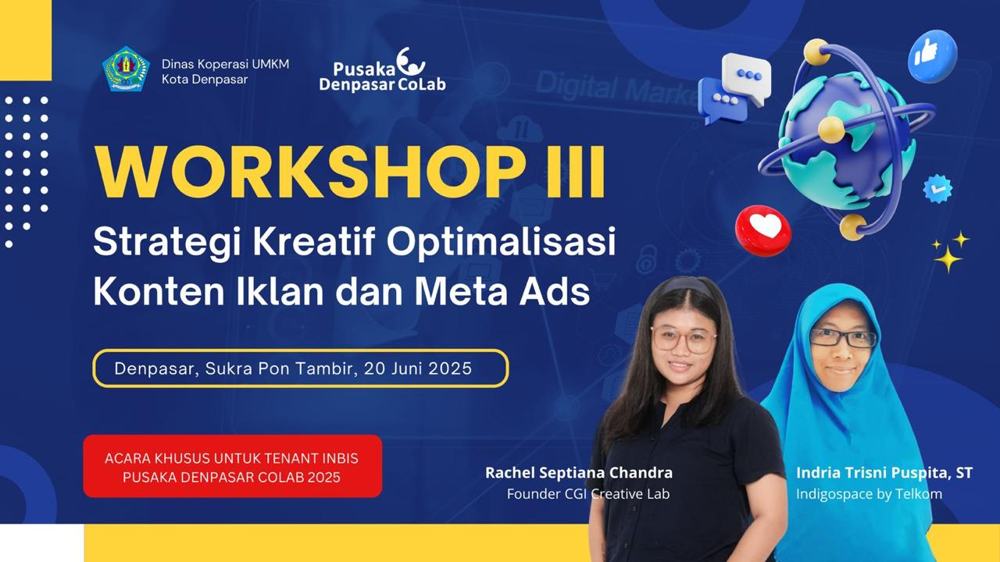 Dinas Koperasi UMKM
Kota Denpasar
Pusaka
Denpasar CoLab
Digital Marke
WORKSHOP III
Strategi Kreatif Optimalisasi
Konten Iklan dan Meta Ads
Denpasar, Sukra Pon Tambir, 20 Juni 2025
ACARA KHUSUS UNTUK TENANT INBIS
PUSAKA DENPASAR COLAB 2025
Rachel Septiana Chandra
Founder CGI Creative Lab
Indria Trisni Puspita, ST
Indigospace by Telkom